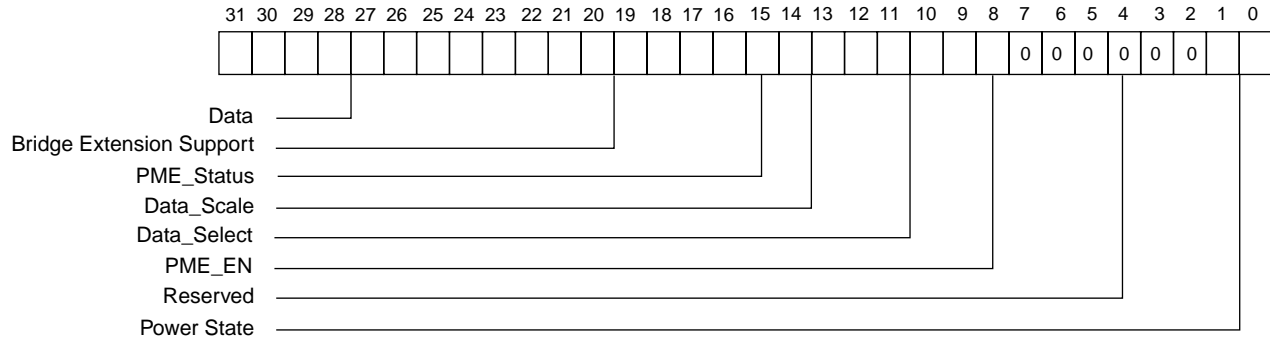 31 30 29 28 27 26 25 24 23 22 21 20 19 18 17 16 15 14 13 12 11 10 9 8 7 6 5 4 3 2 1 0
0 0 0 0 0 0
Data
Bridge Extension Support
PME_Status
Data_Scale
Data_Select
PME_EN
Reserved
Power State